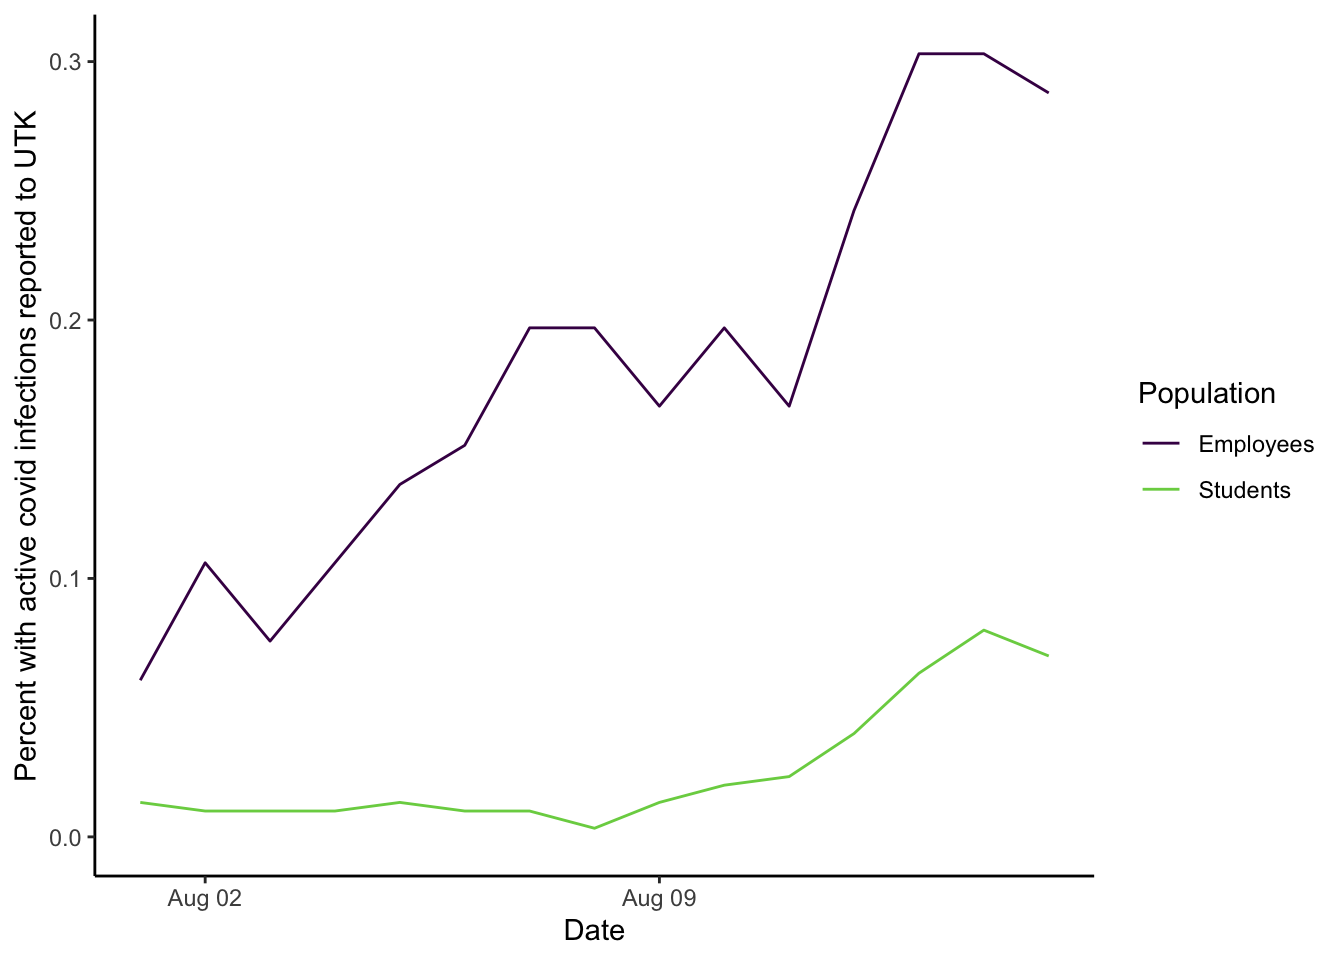 Percent with active covid infections reported to UTK
0.3
0.2
0.1
0.0
Aug 02
Aug 09
Date
Population
Employees
Students